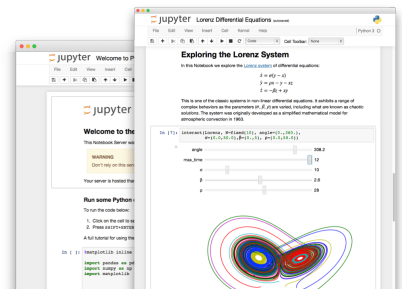 jupyter Welcome to P
File Edit View Insert Cell
jupyter
Welcome to the
This Notebook Server was
WARNING
Don't rely on this serv
Your server is hosted than
Run some Python
To run the code below:
1. Click on the cell to se
2. Press SHIFT+ENTER
A full tutorial for using the
In [ ]: %matplotlib inline
import pandas as pd
import numpy as np
import matplotlib
jupyter Lorenz Differential Equations (autosaved)
File Edit View Insert Cell Kernel Help
Python 3
Code
Cell Toolbar: None
Exploring the Lorenz System
In this Notebook we explore the Lorenz system of differential equations:
ẋ = σ(y − x)
ẏ = ρx − y − xz
ż = −βz + xy
This is one of the classic systems in non-linear differential equations. It exhibits a range of
complex behaviors as the parameters (σ, β, ρ) are varied, including what are known as chaotic
solutions. The system was originally developed as a simplified mathematical model for
atmospheric convection in 1963.
In [7]: interact(Lorenz, N=fixed(10), angle=(0.,360.),
σ=(0.0,50.0),β=(0.,5), ρ=(0.0,50.0))
angle 308.2
max_time 12
σ 10
β 2.6
ρ 28